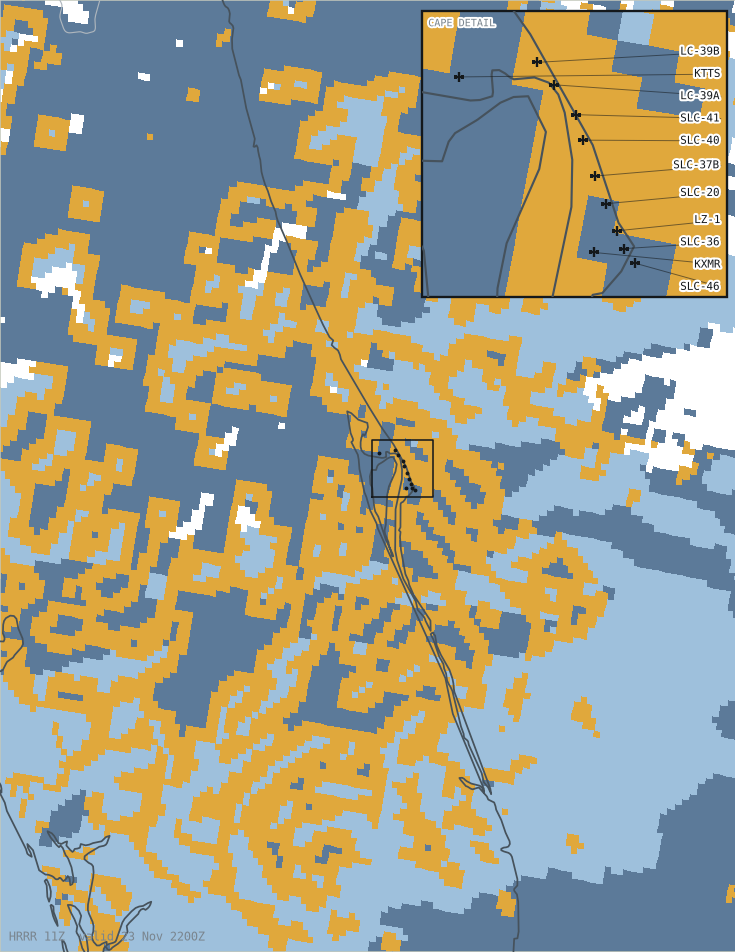 CAPE DETAIL
LC-39B
KTTS
LC-39A
SLC-41
SLC-40
SLC-37B
SLC-20
LZ-1
SLC-36
KXMR
SLC-46
HRRR 11Z  valid 23 Nov 2200Z